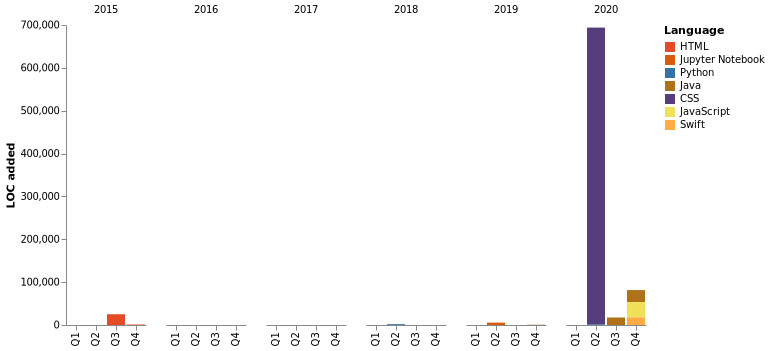 2015 2016 2017 2018 2019 2020
LOC added
700,000
600,000
500,000
400,000
300,000
200,000
100,000
0
Q1 Q2 Q3 Q4 Q1 Q2 Q3 Q4 Q1 Q2 Q3 Q4 Q1 Q2 Q3 Q4 Q1 Q2 Q3 Q4 Q1 Q2 Q3 Q4
Language
HTML
Jupyter Notebook
Python
Java
CSS
JavaScript
Swift